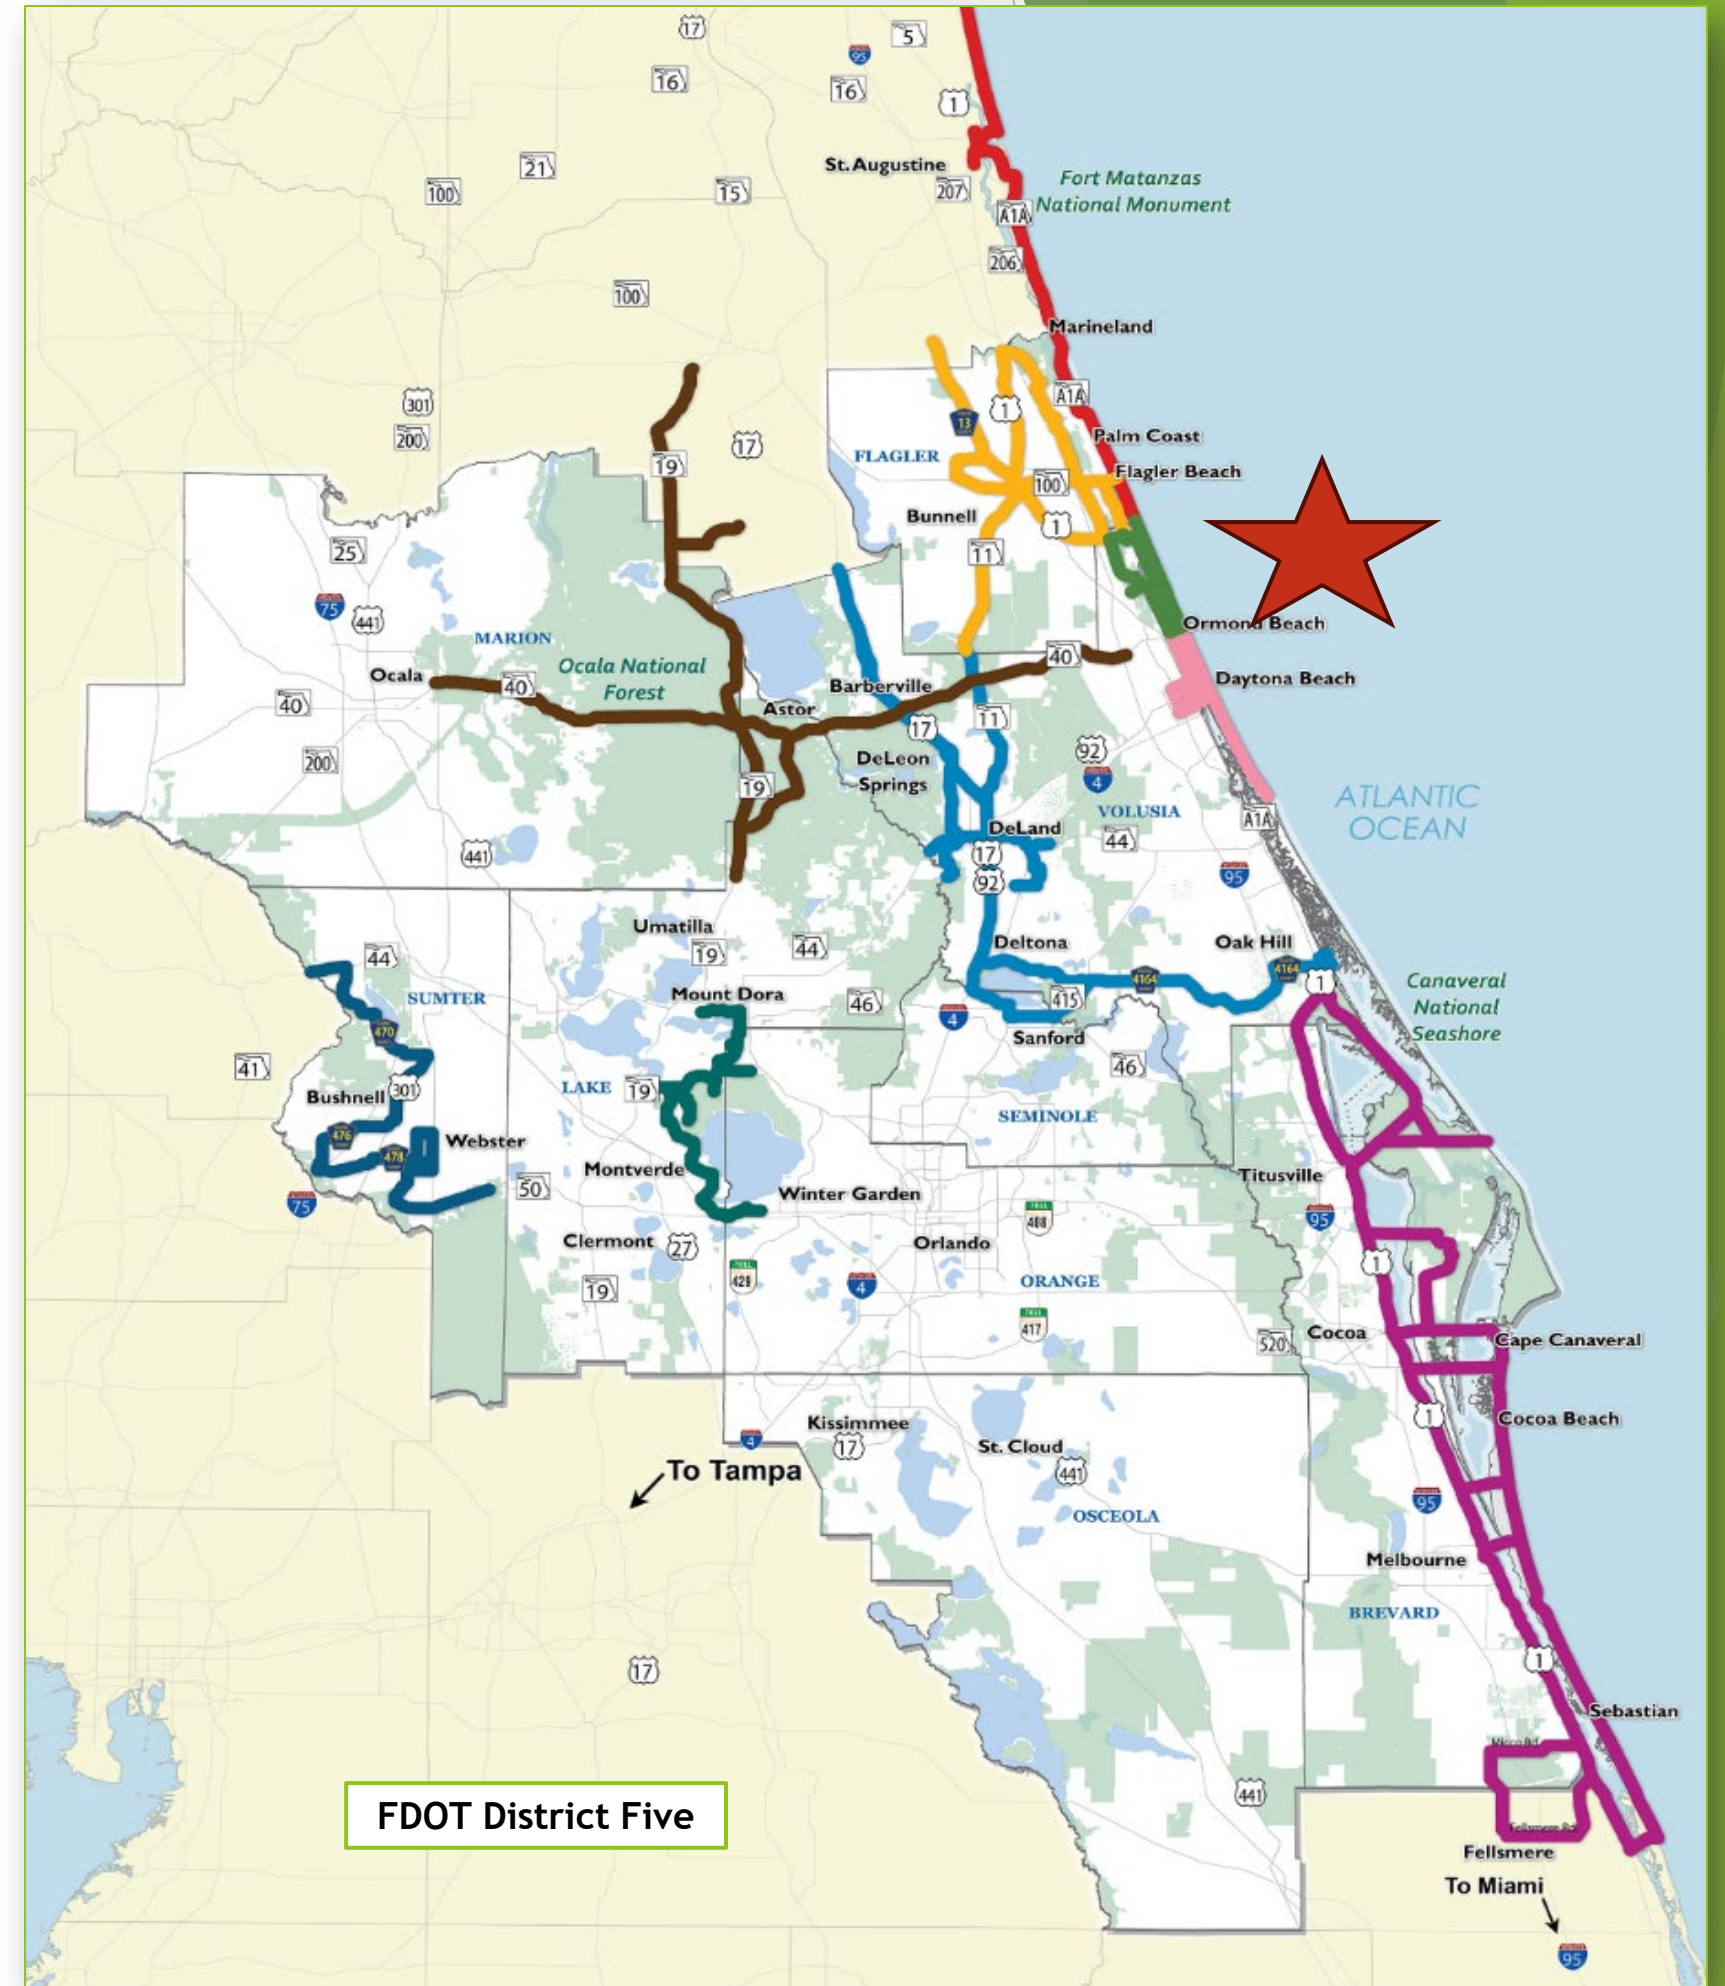 17
5
95
16
16
1
St. Augustine
21
100
15
207
Fort Matanzas
National Monument
A1A
206
100
Marineland
301
200
17
19
13
1
A1A
FLAGLER
Palm Coast
100
Flagler Beach
Bunnell
1
11
25
75
441
MARION
Ormond Beach
Ocala
Ocala National
Forest
40
40
40
Barberville
Daytona Beach
Astor
17
11
200
DeLeon
Springs
92
4
19
VOLUSIA
ATLANTIC
OCEAN
A1A
DeLand
441
17
44
92
95
Umatilla
19
44
Deltona
Oak Hill
44
SUMTER
Mount Dora
46
4
415
4164
4164
1
Canaveral
National
Seashore
470
Sanford
41
Bushnell
301
LAKE
19
46
SEMINOLE
476
478
Webster
Montverde
Titusville
75
50
Winter Garden
408
95
Clermont
27
Orlando
429
4
ORANGE
1
19
417
520
Cocoa
Cape Canaveral
Kissimmee
17
St. Cloud
441
1
Cocoa Beach
4
To Tampa
95
OSCEOLA
Melbourne
BREVARD
17
1
Sebastian
Micco Rd
441
FDOT District Five
Fellsmere Rd
Fellsmere
To Miami
95